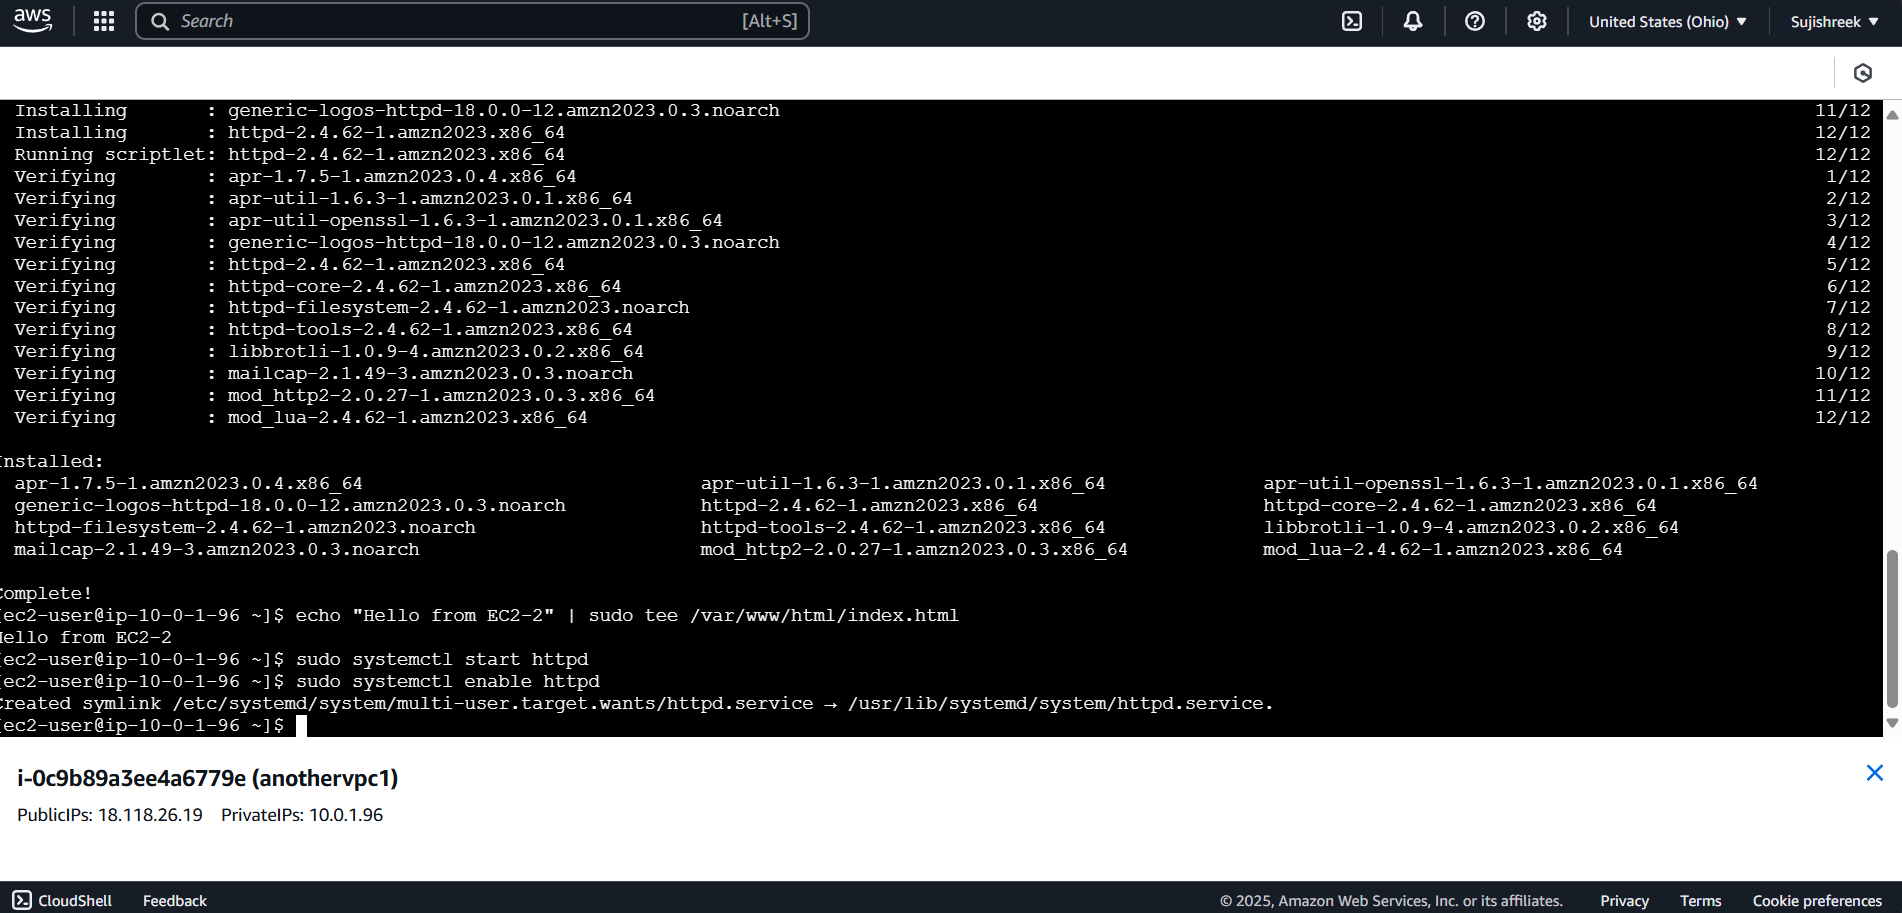 aws
Search [Alt+S]
United States (Ohio)
Sujishreek
Installing : generic-logos-httpd-18.0.0-12.amzn2023.0.3.noarch 11/12
Installing : httpd-2.4.62-1.amzn2023.x86_64 12/12
Running scriptlet: httpd-2.4.62-1.amzn2023.x86_64 12/12
Verifying : apr-1.7.5-1.amzn2023.0.4.x86_64 1/12
Verifying : apr-util-1.6.3-1.amzn2023.0.1.x86_64 2/12
Verifying : apr-util-openssl-1.6.3-1.amzn2023.0.1.x86_64 3/12
Verifying : generic-logos-httpd-18.0.0-12.amzn2023.0.3.noarch 4/12
Verifying : httpd-2.4.62-1.amzn2023.x86_64 5/12
Verifying : httpd-core-2.4.62-1.amzn2023.x86_64 6/12
Verifying : httpd-filesystem-2.4.62-1.amzn2023.noarch 7/12
Verifying : httpd-tools-2.4.62-1.amzn2023.x86_64 8/12
Verifying : libbrotli-1.0.9-4.amzn2023.0.2.x86_64 9/12
Verifying : mailcap-2.1.49-3.amzn2023.0.3.noarch 10/12
Verifying : mod_http2-2.0.27-1.amzn2023.0.3.x86_64 11/12
Verifying : mod_lua-2.4.62-1.amzn2023.x86_64 12/12
Installed:
apr-1.7.5-1.amzn2023.0.4.x86_64 apr-util-1.6.3-1.amzn2023.0.1.x86_64 apr-util-openssl-1.6.3-1.amzn2023.0.1.x86_64
generic-logos-httpd-18.0.0-12.amzn2023.0.3.noarch httpd-2.4.62-1.amzn2023.x86_64 httpd-core-2.4.62-1.amzn2023.x86_64
httpd-filesystem-2.4.62-1.amzn2023.noarch httpd-tools-2.4.62-1.amzn2023.x86_64 libbrotli-1.0.9-4.amzn2023.0.2.x86_64
mailcap-2.1.49-3.amzn2023.0.3.noarch mod_http2-2.0.27-1.amzn2023.0.3.x86_64 mod_lua-2.4.62-1.amzn2023.x86_64
Complete!
[ec2-user@ip-10-0-1-96 ~]$ echo "Hello from EC2-2" | sudo tee /var/www/html/index.html
Hello from EC2-2
[ec2-user@ip-10-0-1-96 ~]$ sudo systemctl start httpd
[ec2-user@ip-10-0-1-96 ~]$ sudo systemctl enable httpd
Created symlink /etc/systemd/system/multi-user.target.wants/httpd.service → /usr/lib/systemd/system/httpd.service.
[ec2-user@ip-10-0-1-96 ~]$
i-0c9b89a3ee4a6779e (anothervpc1)
PublicIPs: 18.118.26.19 PrivateIPs: 10.0.1.96
CloudShell Feedback © 2025, Amazon Web Services, Inc. or its affiliates. Privacy Terms Cookie preferences